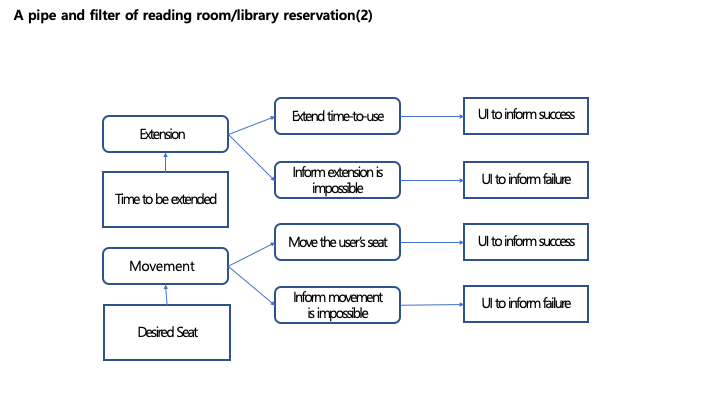 A pipe and filter of reading room/library reservation(2)
Extension
Time to be extended
Extend time-to-use
UI to inform success
Inform extension is
impossible
UI to inform failure
Movement
Desired Seat
Move the user's seat
UI to inform success
Inform movement
is impossible
UI to inform failure